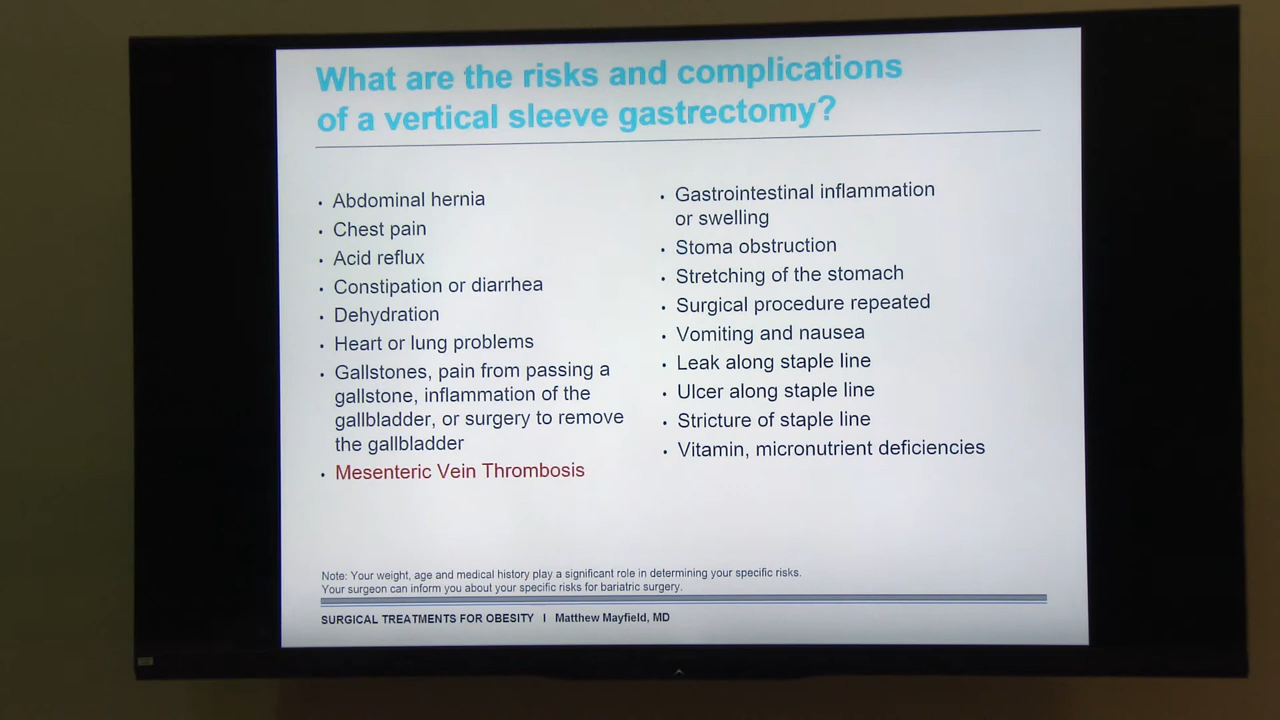 What are the risks and complications
of a vertical sleeve gastrectomy?
• Abdominal hernia
• Chest pain
• Acid reflux
• Constipation or diarrhea
• Dehydration
• Heart or lung problems
• Gallstones, pain from passing a
gallstone, inflammation of the
gallbladder, or surgery to remove
the gallbladder
• Mesenteric Vein Thrombosis
• Gastrointestinal inflammation
or swelling
• Stoma obstruction
• Stretching of the stomach
• Surgical procedure repeated
• Vomiting and nausea
• Leak along staple line
• Ulcer along staple line
• Stricture of staple line
• Vitamin, micronutrient deficiencies
Note: Your weight, age and medical history play a significant role in determining your specific risks.
Your surgeon can inform you about your specific risks for bariatric surgery.
SURGICAL TREATMENTS FOR OBESITY I Matthew Mayfield, MD